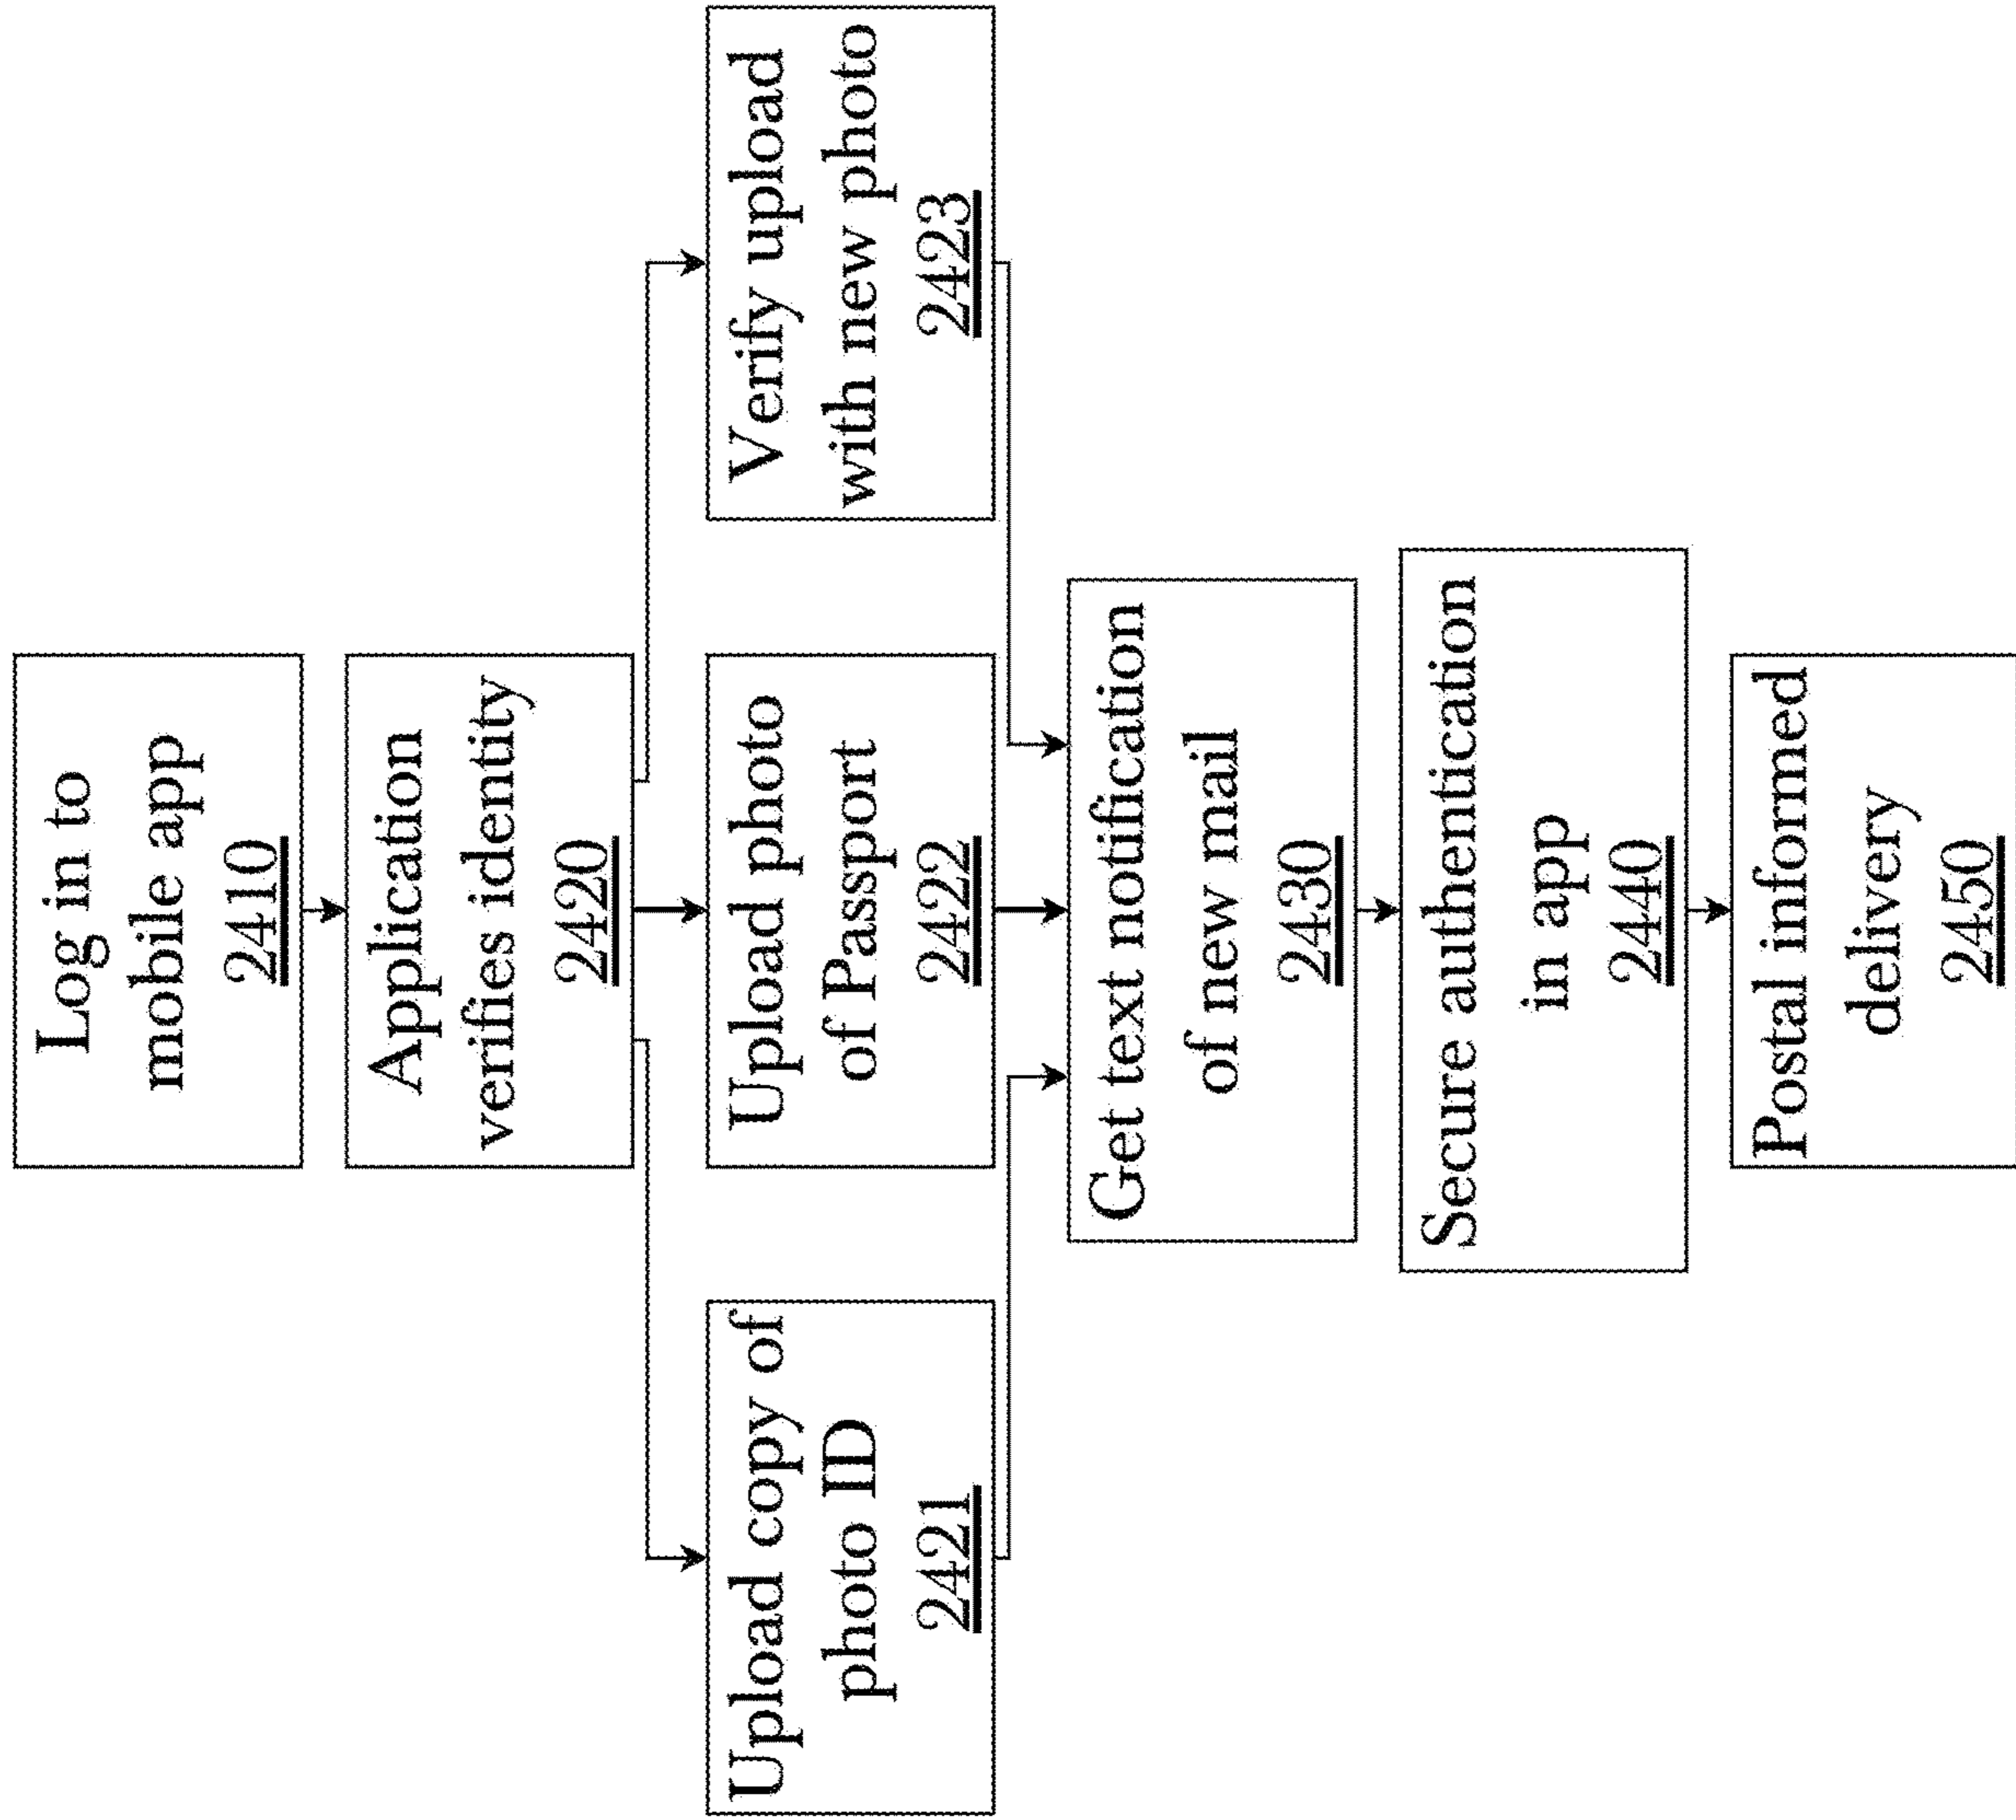 Log in to
mobile app
2410
Application
verifies identity
2420
Upload copy of
photo ID
2421
Upload photo
of Passport
2422
Verify upload
with new photo
2423
Get text notification
of new mail
2430
Secure authentication
in app
2440
Postal informed
delivery
2450